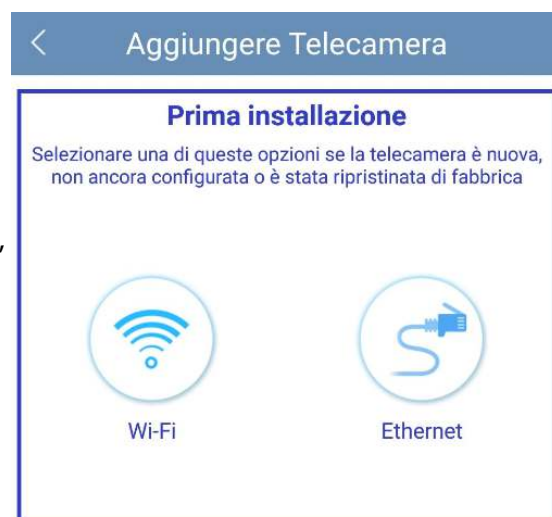 Aggiungere Telecamera
Prima installazione
Selezionare una di queste opzioni se la telecamera è nuova,
non ancora configurata o è stata ripristinata di fabbrica
,
Wi-Fi
Ethernet